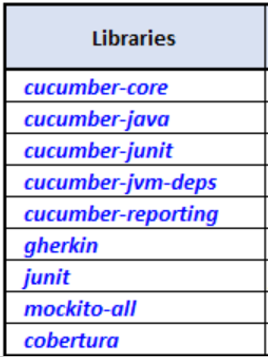 Libraries
cucumber-core
cucumber-java
cucumber-junit
cucumber-jvm-deps
cucumber-reporting
gherkin
junit
mockito-all
cobertura